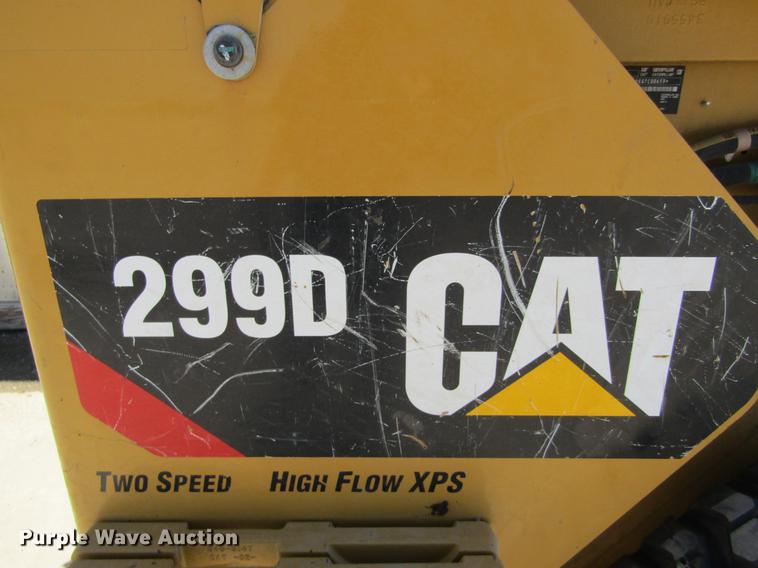 299D CAT
TWO SPEED HIGH FLOW XPS
Purple Wave Auction